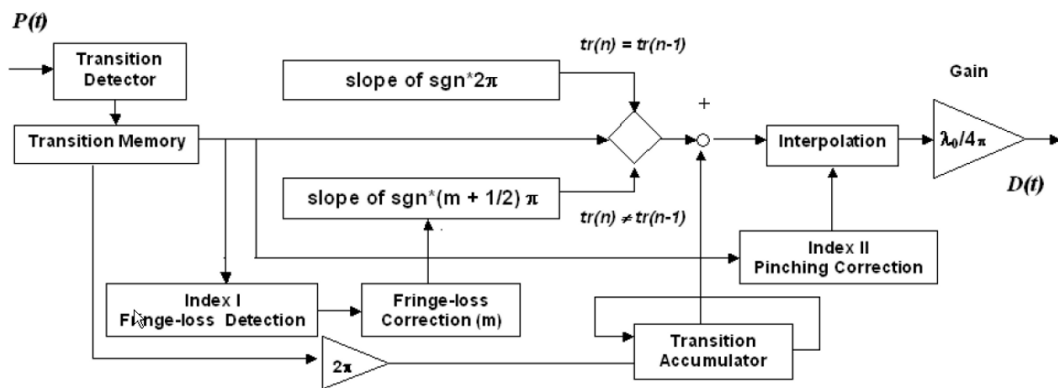 P(t)
Transition
Detector
Transition Memory
slope of sgn*2π
tr(n) = tr(n-1)
slope of sgn*(m + 1/2) π
tr(n) ≠ tr(n-1)
+
Interpolation
Gain
λ₀/4π
D(t)
Index I
Fringe-loss Detection
Fringe-loss
Correction (m)
Index II
Pinching Correction
2π
Transition
Accumulator